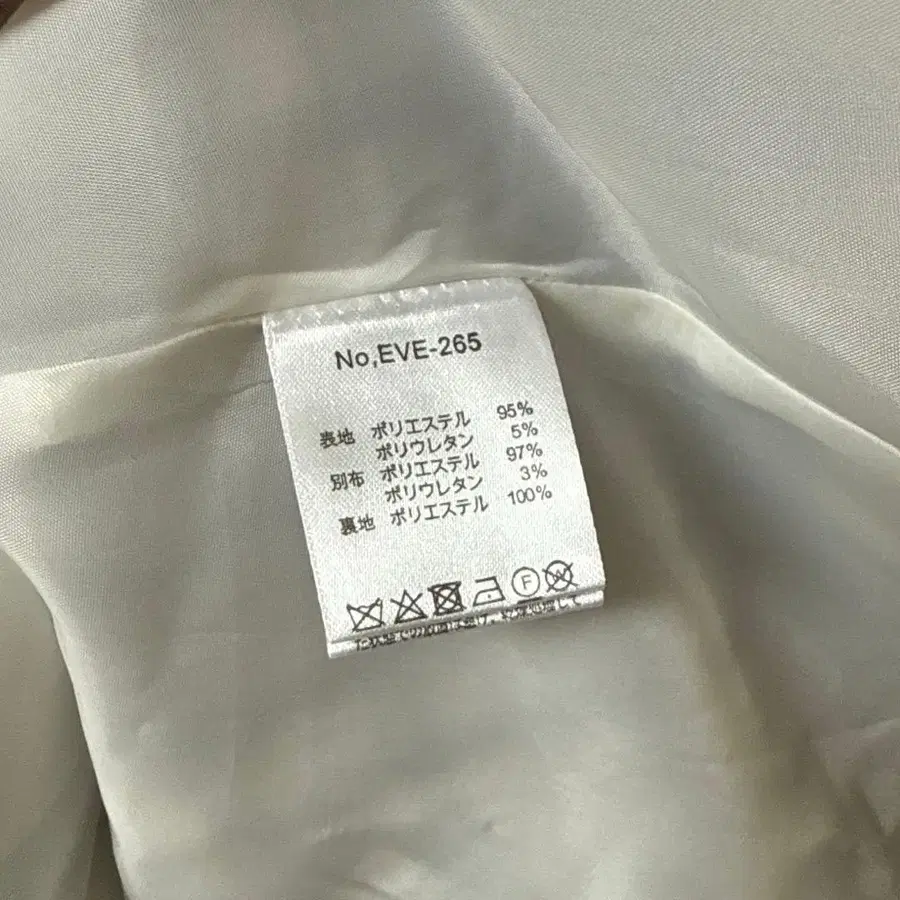 No,EVE-265
表地 ポリエステル 95%
ポリウレタン 5%
別布 ポリエステル 97%
ポリウレタン 3%
裏地 ポリエステル 100%
F W